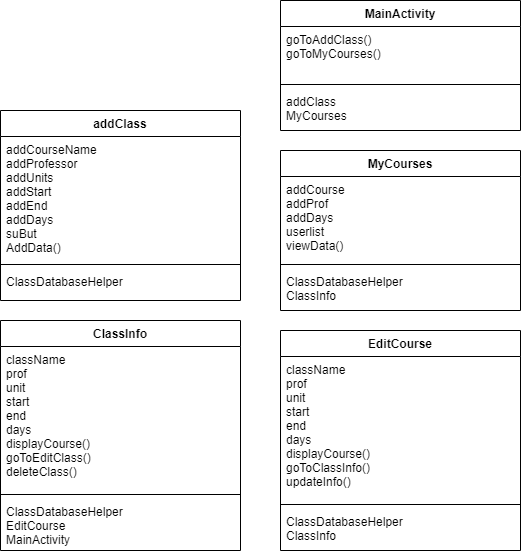 MainActivity
goToAddClass()
goToMyCourses()
addClass
MyCourses
addClass
addCourseName
addProfessor
addUnits
addStart
addEnd
addDays
suBut
AddData()
ClassDatabaseHelper
MyCourses
addCourse
addProf
addDays
userlist
viewData()
ClassDatabaseHelper
ClassInfo
ClassInfo
className
prof
unit
start
end
days
displayCourse()
goToEditClass()
deleteClass()
ClassDatabaseHelper
EditCourse
MainActivity
EditCourse
className
prof
unit
start
end
days
displayCourse()
goToClassInfo()
updateInfo()
ClassDatabaseHelper
ClassInfo